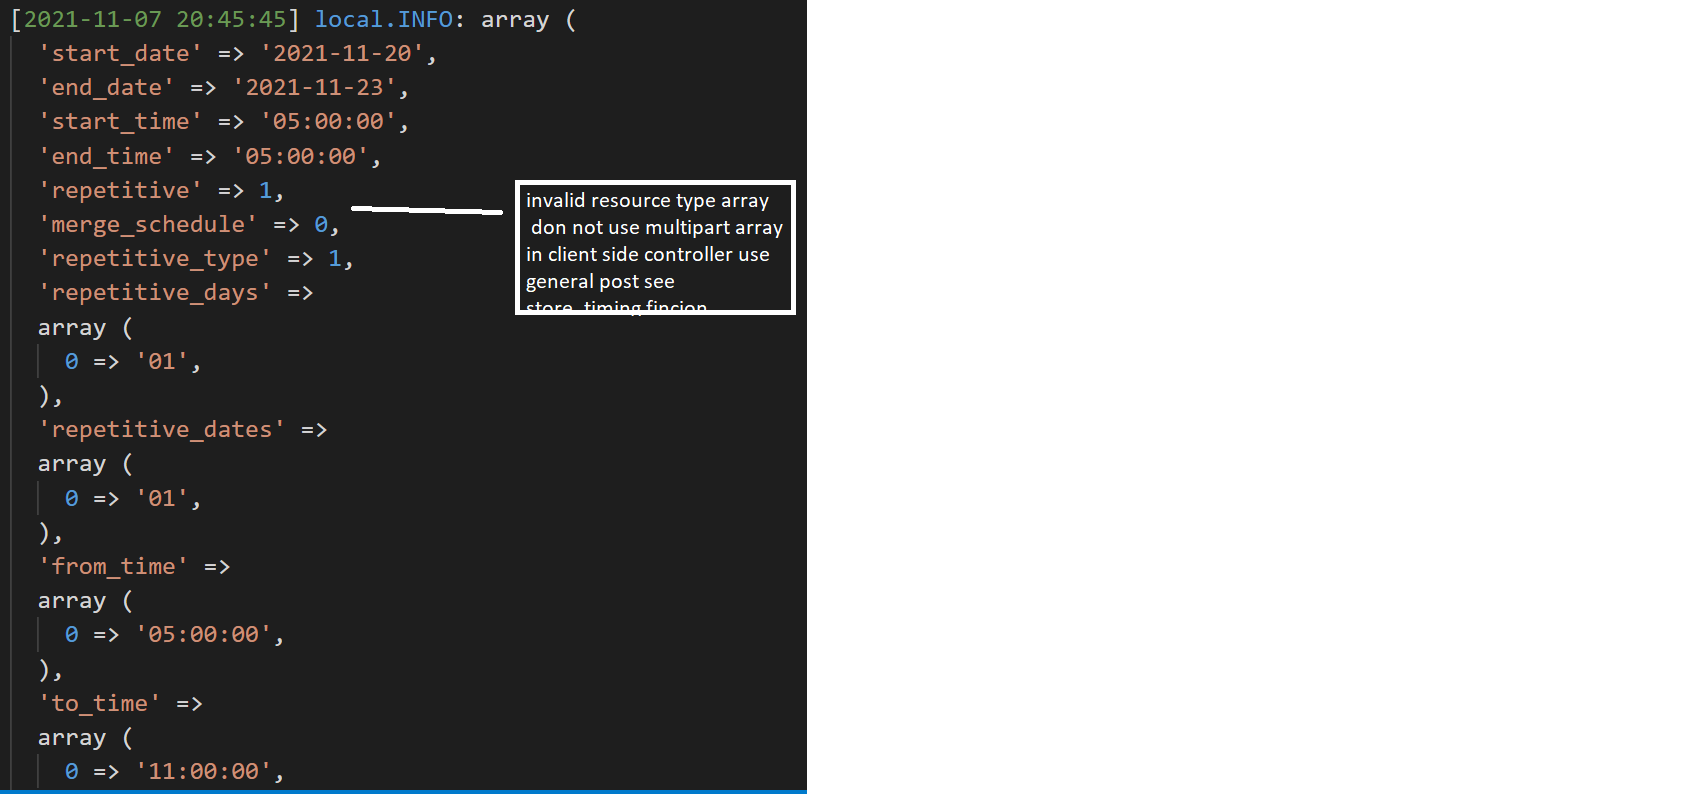 [2021-11-07 20:45:45] local.INFO: array (
'start_date' => '2021-11-20',
'end_date' => '2021-11-23',
'start_time' => '05:00:00',
'end_time' => '05:00:00',
'repetitive' => 1,
'merge_schedule' => 0,
'repetitive_type' => 1,
'repetitive_days' =>
array (
0 => '01',
),
'repetitive_dates' =>
array (
0 => '01',
),
'from_time' =>
array (
0 => '05:00:00',
),
'to_time' =>
array (
0 => '11:00:00',
invalid resource type array
don not use multipart array
in client side controller use
general post see
store_timing fincion